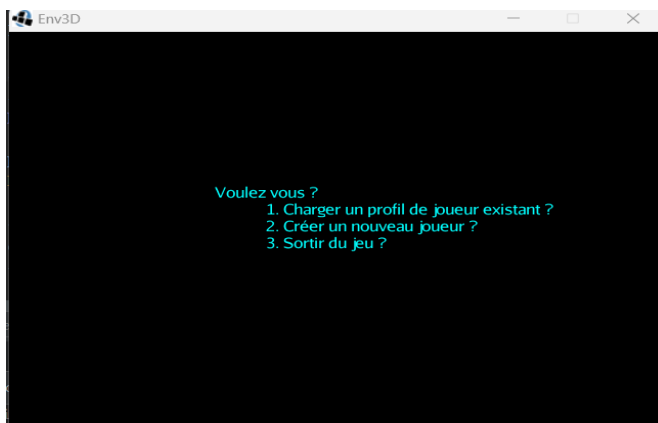 Env3D
Voulez vous ?
1. Charger un profil de joueur existant ?
2. Créer un nouveau joueur ?
3. Sortir du jeu ?